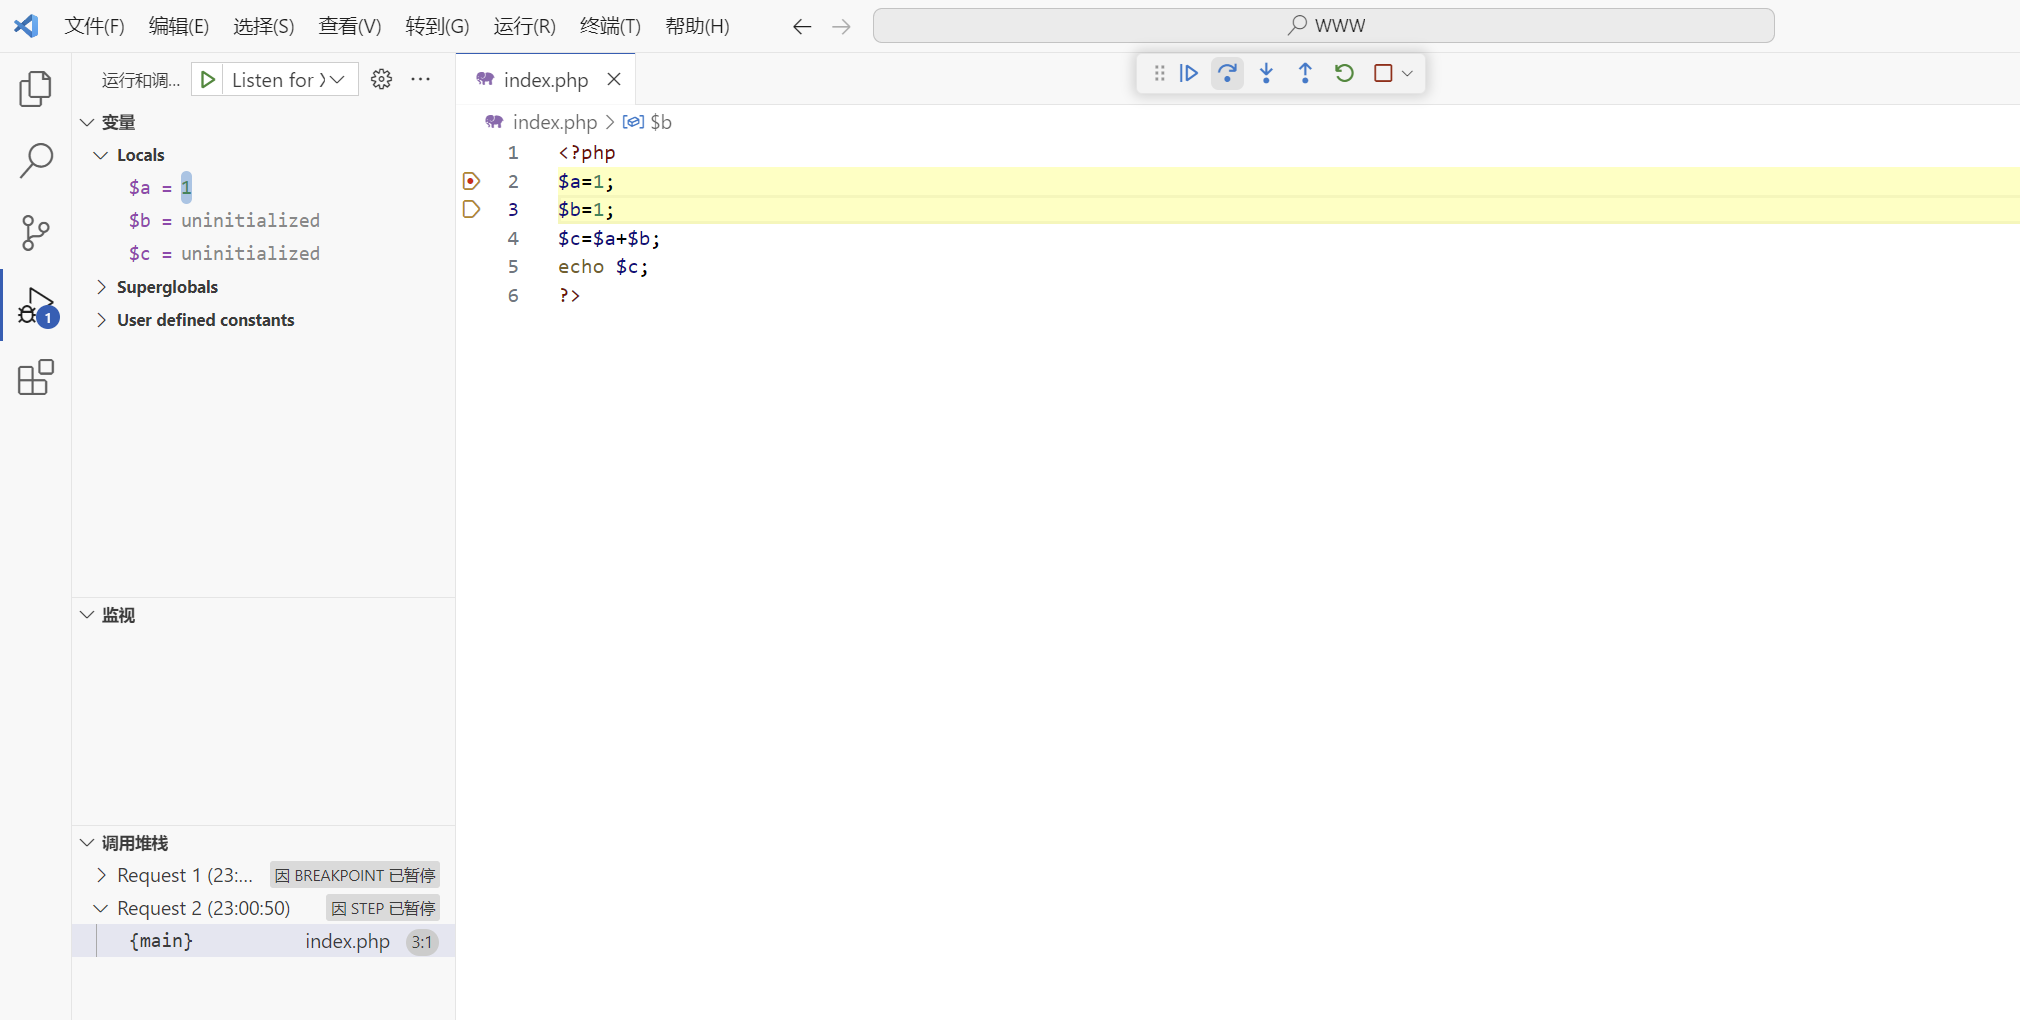 文件(F) 编辑(E) 选择(S) 查看(V) 转到(G) 运行(R) 终端(T) 帮助(H) WWW
运行和调... Listen for X
index.php
变量
Locals
$a = 1
$b = uninitialized
$c = uninitialized
Superglobals
User defined constants
监视
调用堆栈
Request 1 (23:... 因 BREAKPOINT 已暂停
Request 2 (23:00:50) 因 STEP 已暂停
{main} index.php 3:1
1
index.php > $b
1 <?php
2 $a=1;
3 $b=1;
4 $c=$a+$b;
5 echo $c;
6 ?>